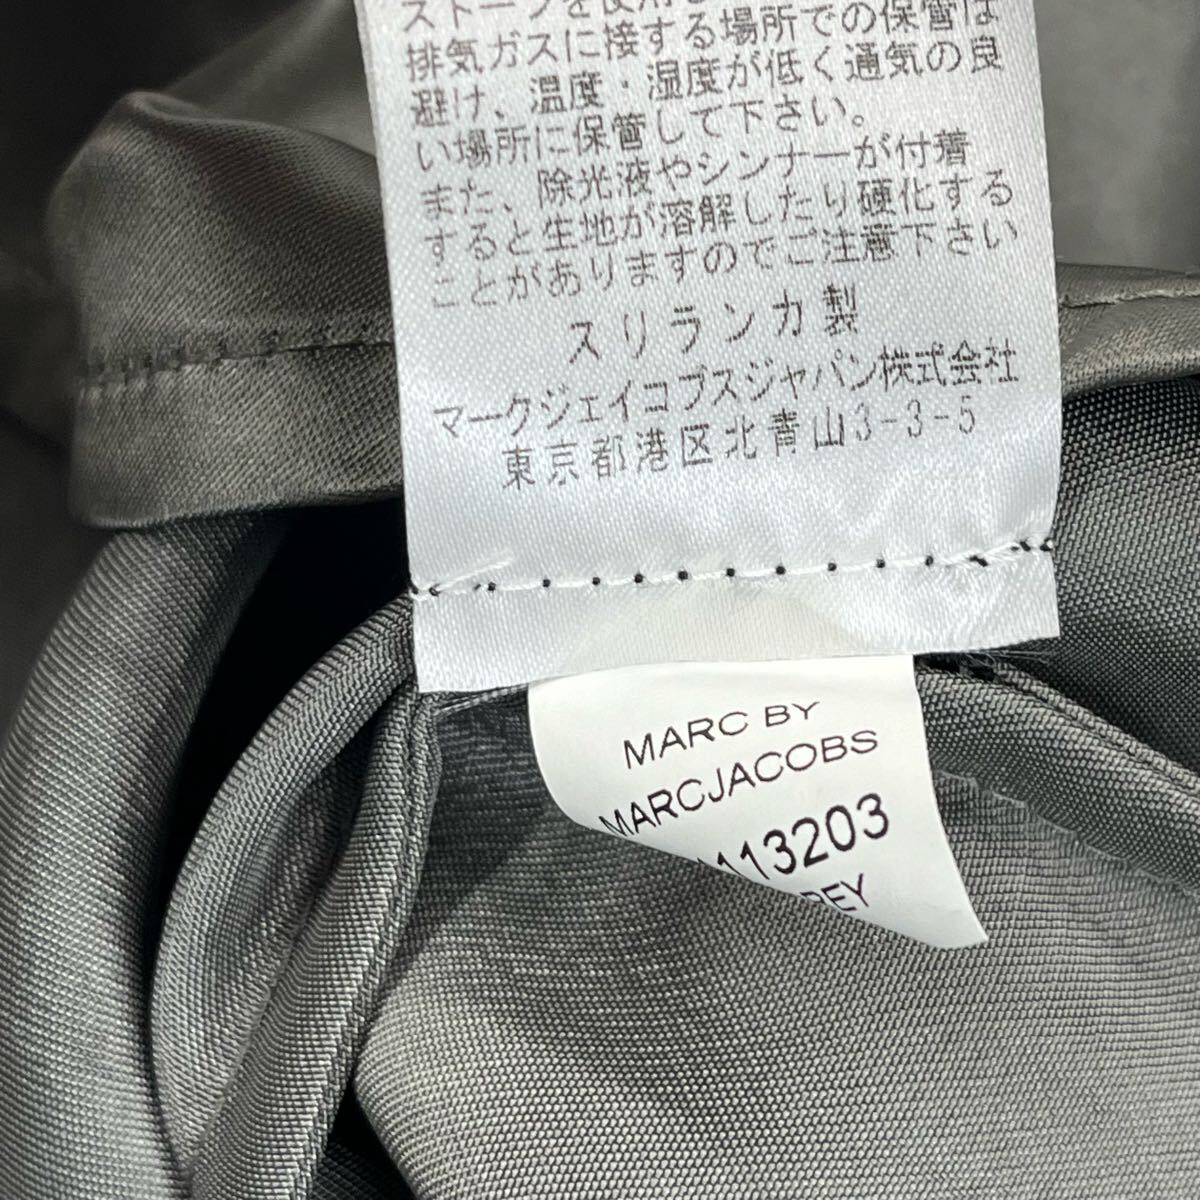 排気ガスに接する場所での保管は
避け、温度・湿度が低く通気の良
い場所に保管して下さい。
また、除光液やシンナーが付着
すると生地が溶解したり硬化する
ことがありますのでご注意下さい
スリランカ製
マークジェイコブスジャパン株式会社
東京都港区北青山3-3-5
MARC BY
MARCJACOBS
113203
REY